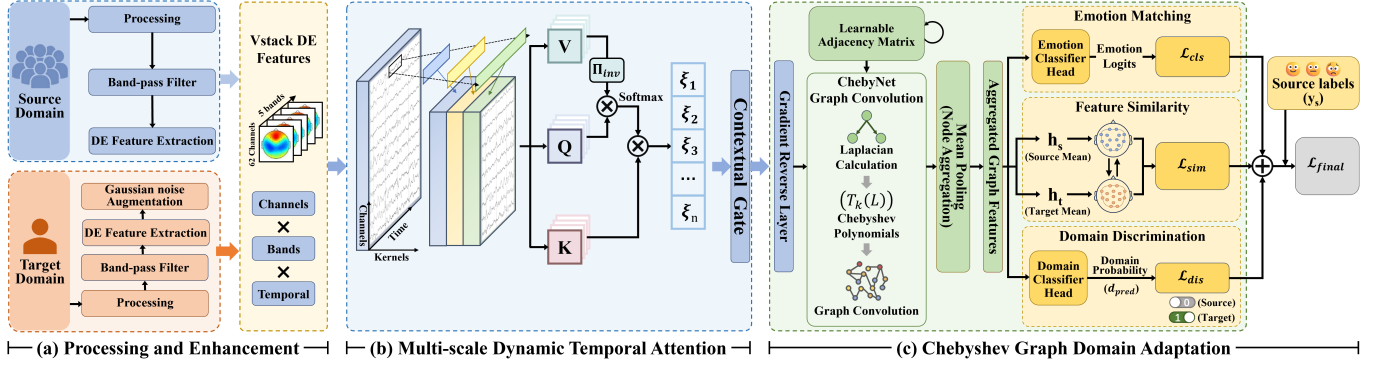 Processing
Source
Domain
Band-pass Filter
DE Feature Extraction
Gaussian noise
Augmentation
DE Feature Extraction
Target
Domain
Band-pass Filter
Processing
Vstack DE
Features
5 bands
62 Channels
Channels
×
Bands
×
Temporal
(a) Processing and Enhancement
Channels
Time
Kernels
V
Π_inv
Softmax
Q
K
ξ₁
ξ₂
ξ₃
...
ξₙ
Contextual Gate
(b) Multi-scale Dynamic Temporal Attention
Gradient Reverse Layer
Learnable
Adjacency Matrix
ChebyNet
Graph Convolution
Laplacian
Calculation
(T_k(L))
Chebyshev
Polynomials
Graph Convolution
Mean Pooling
(Node Aggregation)
Aggregated Graph Features
Emotion Matching
Emotion
Classifier
Head
Emotion
Logits
ℒ_cls
Feature Similarity
h_s
(Source Mean)
h_t
(Target Mean)
ℒ_sim
Domain Discrimination
Domain
Classifier
Head
Domain
Probability
(d_pred)
ℒ_dis
0 (Source)
1 (Target)
Source labels
(y_s)
ℒ_final
(c) Chebyshev Graph Domain Adaptation